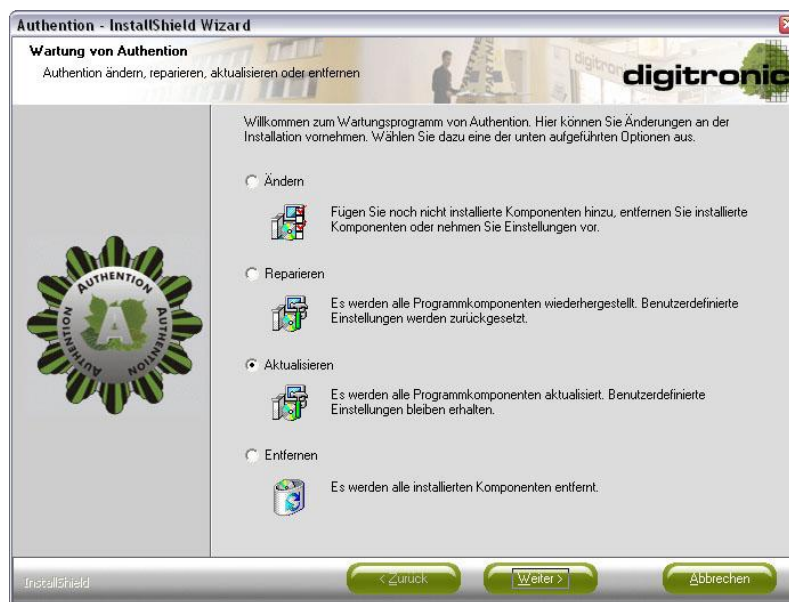 Authention - InstallShield Wizard
Wartung von Authention
Authention ändern, reparieren, aktualisieren oder entfernen
PARTNER
digitronic
digitronic
Willkommen zum Wartungsprogramm von Authention. Hier können Sie Änderungen an der
Installation vornehmen. Wählen Sie dazu eine der unten aufgeführten Optionen aus.
Ändern
Fügen Sie noch nicht installierte Komponenten hinzu, entfernen Sie installierte
Komponenten oder nehmen Sie Einstellungen vor.
Reparieren
Es werden alle Programmkomponenten wiederhergestellt. Benutzerdefinierte
Einstellungen werden zurückgesetzt.
AUTHENTION
AUTHENTION
AUTHENTION
A
Aktualisieren
Es werden alle Programmkomponenten aktualisiert. Benutzerdefinierte
Einstellungen bleiben erhalten.
Entfernen
Es werden alle installierten Komponenten entfernt.
InstallShield
< Zurück
Weiter >
Abbrechen